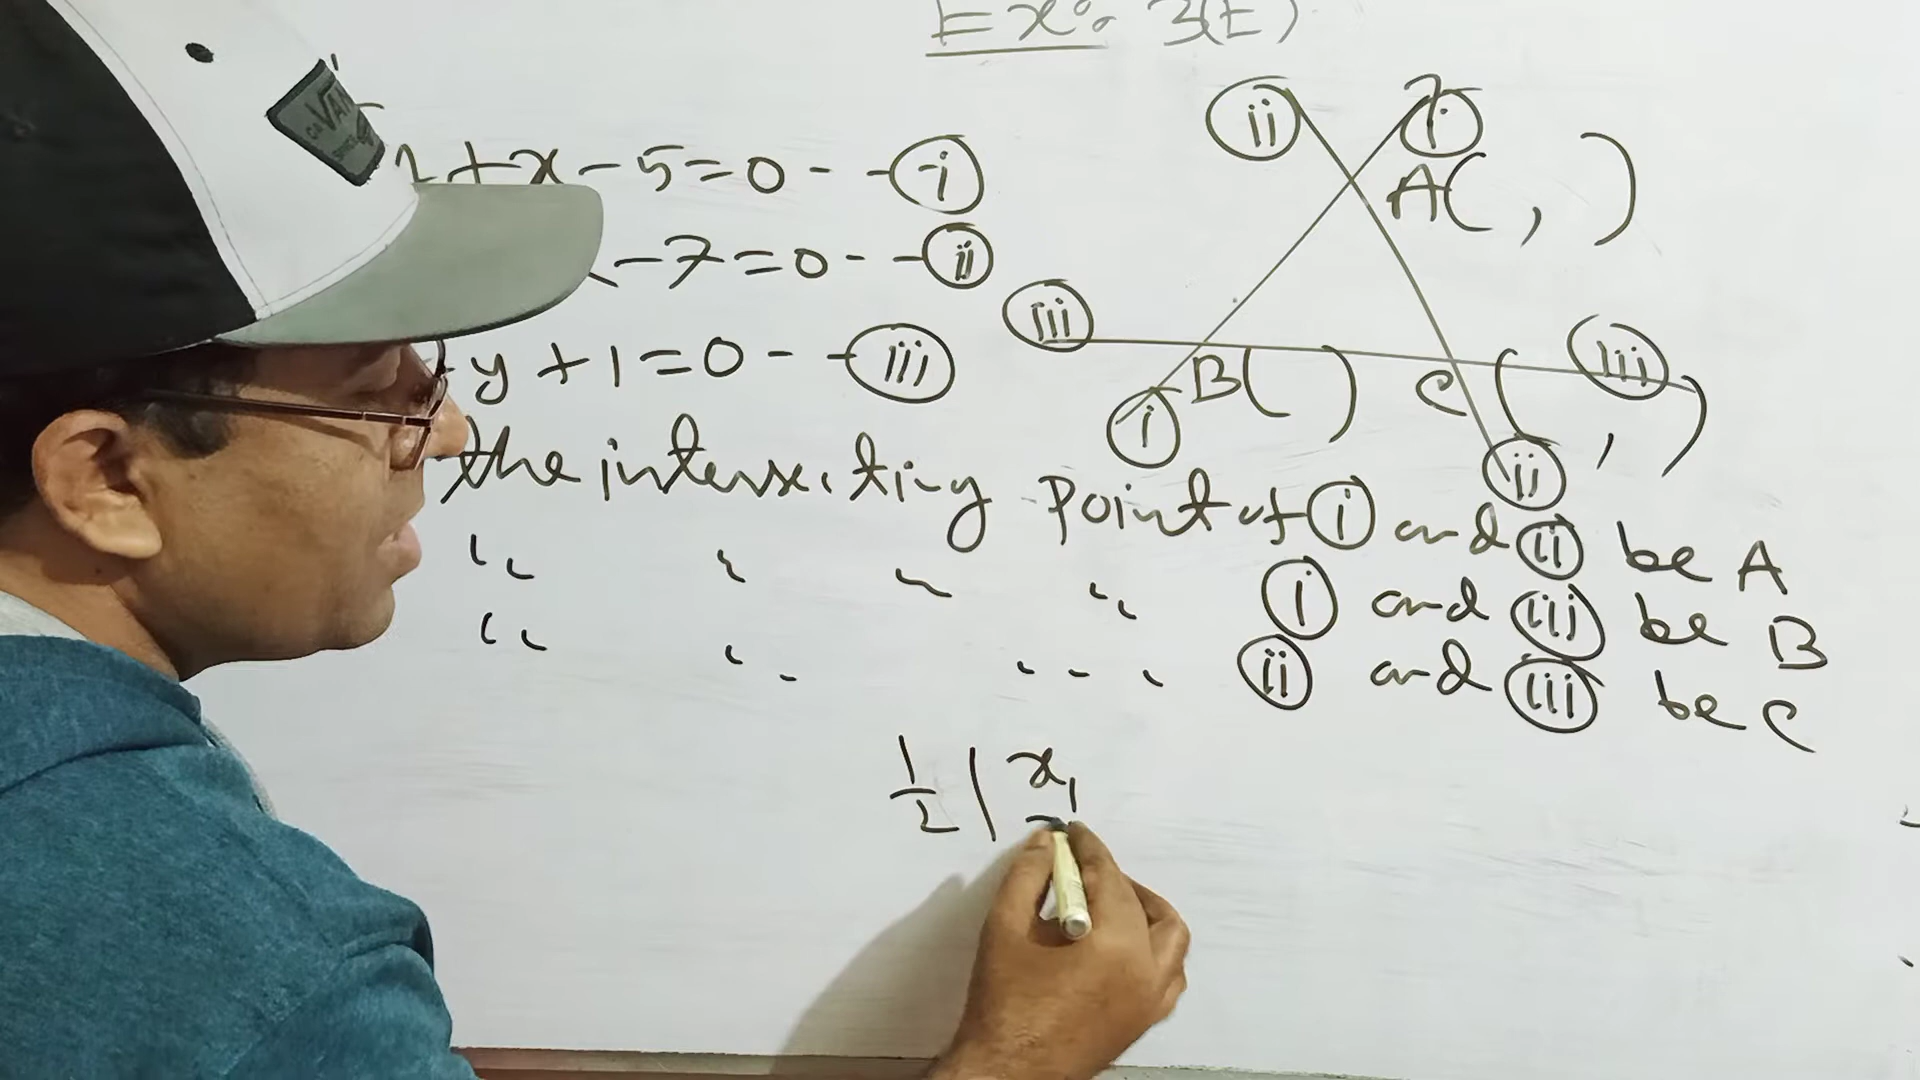 Ex: 3(E)
+x-5=0 - - i
-7=0 - - ii
y+1=0 - - iii
ii i
A( , )
iii iii
B( ) C( , )
i ii
the intersecting point of i and ii be A
" " " " i and iii be B
" " " " ii and iii be C
1/2 | x₁
VAN